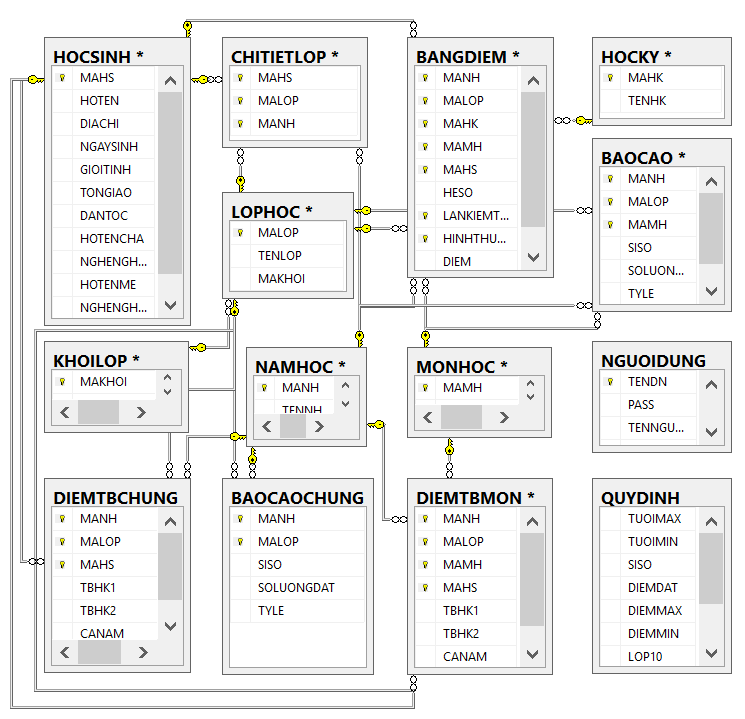 HOCSINH *
MAHS
HOTEN
DIACHI
NGAYSINH
GIOITINH
TONGIAO
DANTOC
HOTENCHA
NGHENGH...
HOTENME
NGHENGH...
CHITIETLOP *
MAHS
MALOP
MANH
BANGDIEM *
MANH
MALOP
MAHK
MAMH
MAHS
HESO
LANKIEMT...
HINHTHU...
DIEM
HOCKY *
MAHK
TENHK
BAOCAO *
MANH
MALOP
MAMH
SISO
SOLUON...
TYLE
LOPHOC *
MALOP
TENLOP
MAKHOI
KHOILOP *
MAKHOI
NAMHOC *
MANH
TENNH
MONHOC *
MAMH
NGUOIDUNG
TENDN
PASS
TENNGU...
DIEMTBCHUNG
MANH
MALOP
MAHS
TBHK1
TBHK2
CANAM
BAOCAOCHUNG
MANH
MALOP
SISO
SOLUONGDAT
TYLE
DIEMTBMON *
MANH
MALOP
MAMH
MAHS
TBHK1
TBHK2
CANAM
QUYDINH
TUOIMAX
TUOIMIN
SISO
DIEMDAT
DIEMMAX
DIEMMIN
LOP10